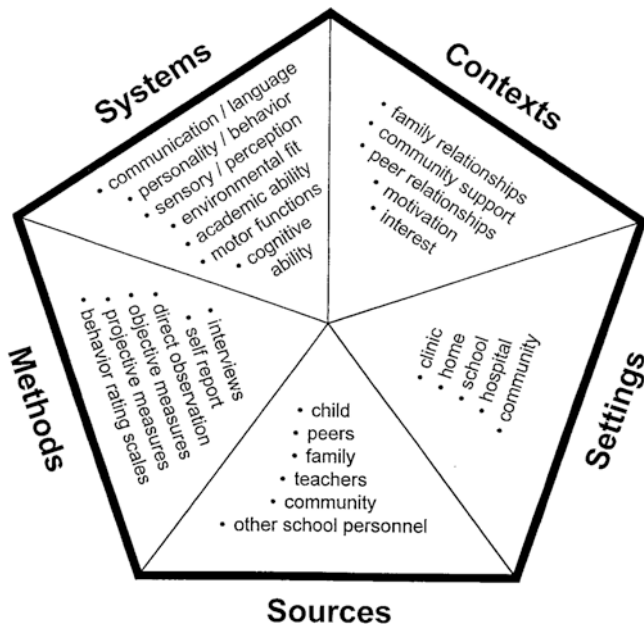 Systems
• communication / language
• personality / behavior
• sensory / perception
• environmental fit
• academic ability
• motor functions
• cognitive
ability
Contexts
• family relationships
• community support
• peer relationships
• motivation
• interest
Methods
• interviews
• self report
• direct observation
• objective measures
• projective measures
• behavior rating scales
Settings
• clinic
• home
• school
• hospital
• community
• child
• peers
• family
• teachers
• community
• other school personnel
Sources